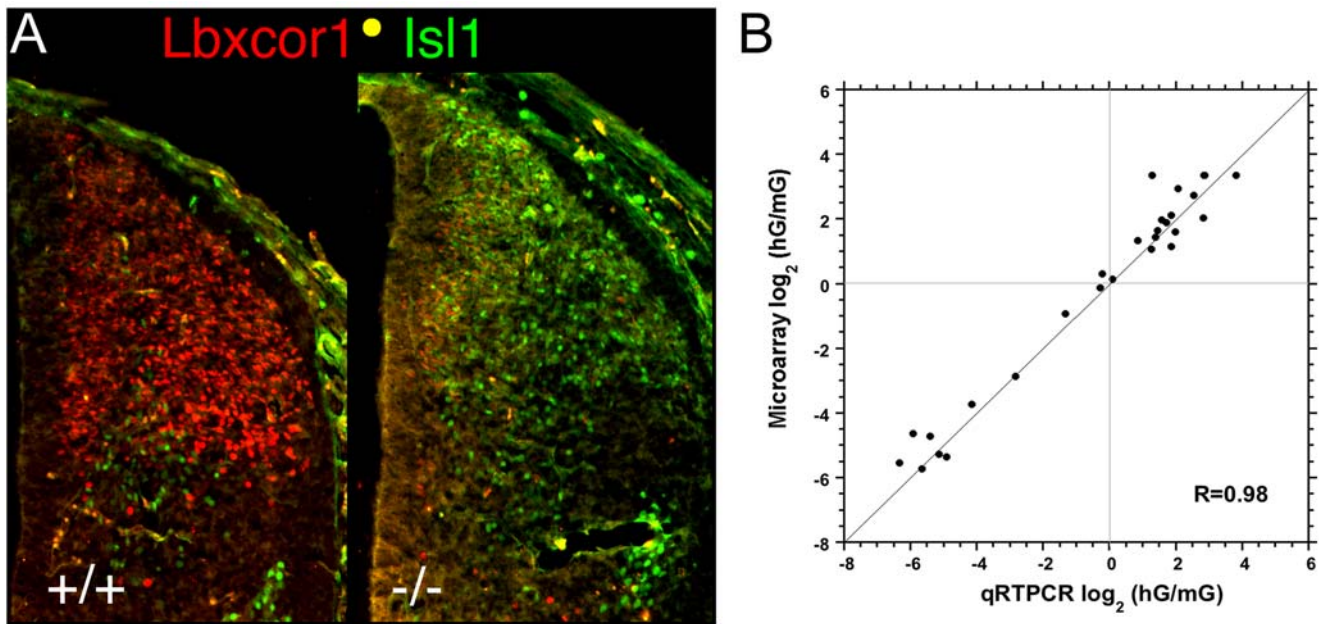 A
Lbxcor1 Isl1
+/+
-/-
B
Microarray log2 (hG/mG)
6
4
2
0
-2
-4
-6
-8
R=0.98
-8 -6 -4 -2 0 2 4 6
qRTPCR log2 (hG/mG)